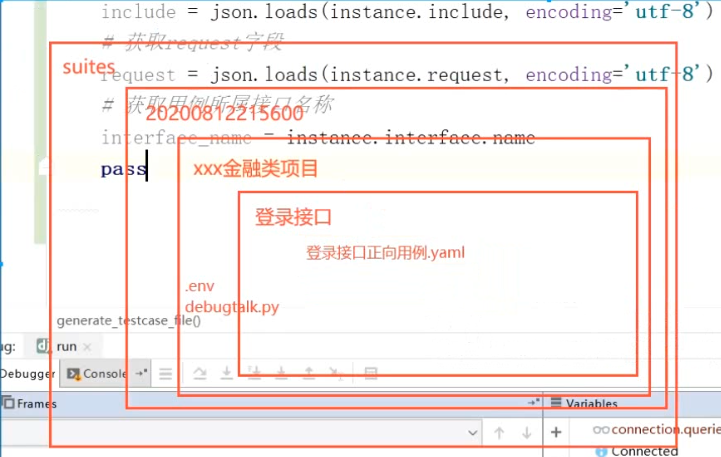 include = json.loads(instance.include, encoding='utf-8')
# 获取request字段
suites
request = json.loads(instance.request, encoding='utf-8')
# 获取用例所属接口名称
20200812215600
interface_name = instance.interface.name
pass
xxx金融类项目
登录接口
登录接口正向用例.yaml
.env
debugtalk.py
generate_testcase_file()
ug: dj run ×
Debugger Console
Frames Variables
connection.querie
Connected